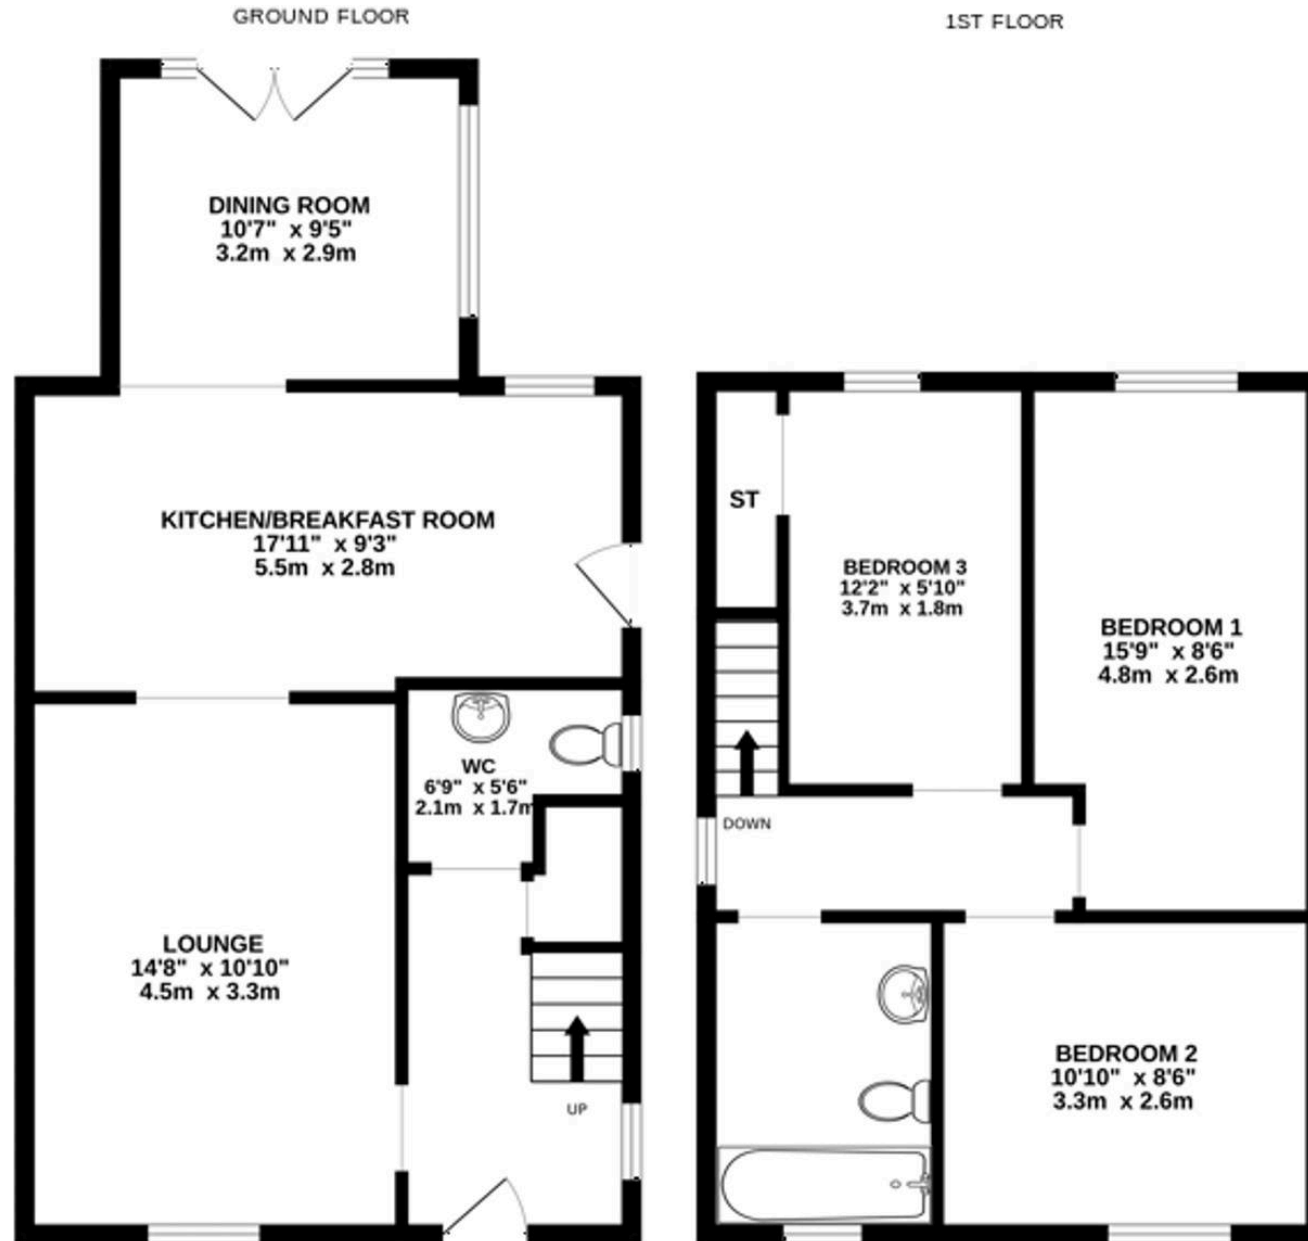 GROUND FLOOR
1ST FLOOR
DINING ROOM
10'7" x 9'5"
3.2m x 2.9m
KITCHEN/BREAKFAST ROOM
17'11" x 9'3"
5.5m x 2.8m
WC
6'9" x 5'6"
2.1m x 1.7m
LOUNGE
14'8" x 10'10"
4.5m x 3.3m
UP
ST
BEDROOM 3
12'2" x 5'10"
3.7m x 1.8m
BEDROOM 1
15'9" x 8'6"
4.8m x 2.6m
DOWN
BEDROOM 2
10'10" x 8'6"
3.3m x 2.6m